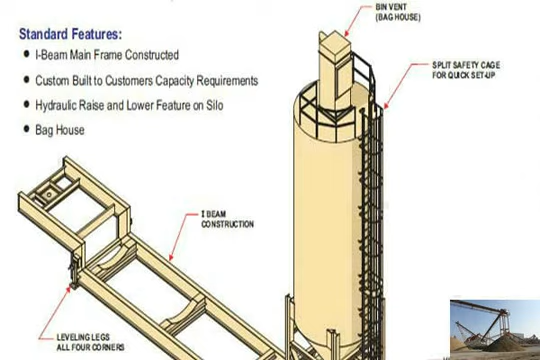 BIN VENT
(BAG HOUSE)
Standard Features:
I-Beam Main Frame Constructed
Custom Built to Customers Capacity Requirements
Hydraulic Raise and Lower Feature on Silo
Bag House
SPLIT SAFETY CAGE
FOR QUICK SET-UP
I BEAM
CONSTRUCTION
LEVELING LEGS
ALL FOUR CORNERS